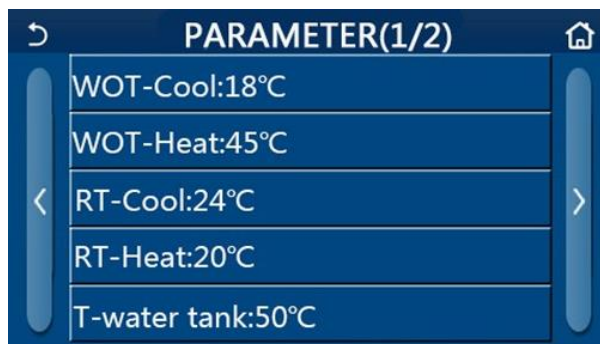 PARAMETER(1/2)
WOT-Cool:18℃
WOT-Heat:45℃
RT-Cool:24℃
RT-Heat:20℃
T-water tank:50℃